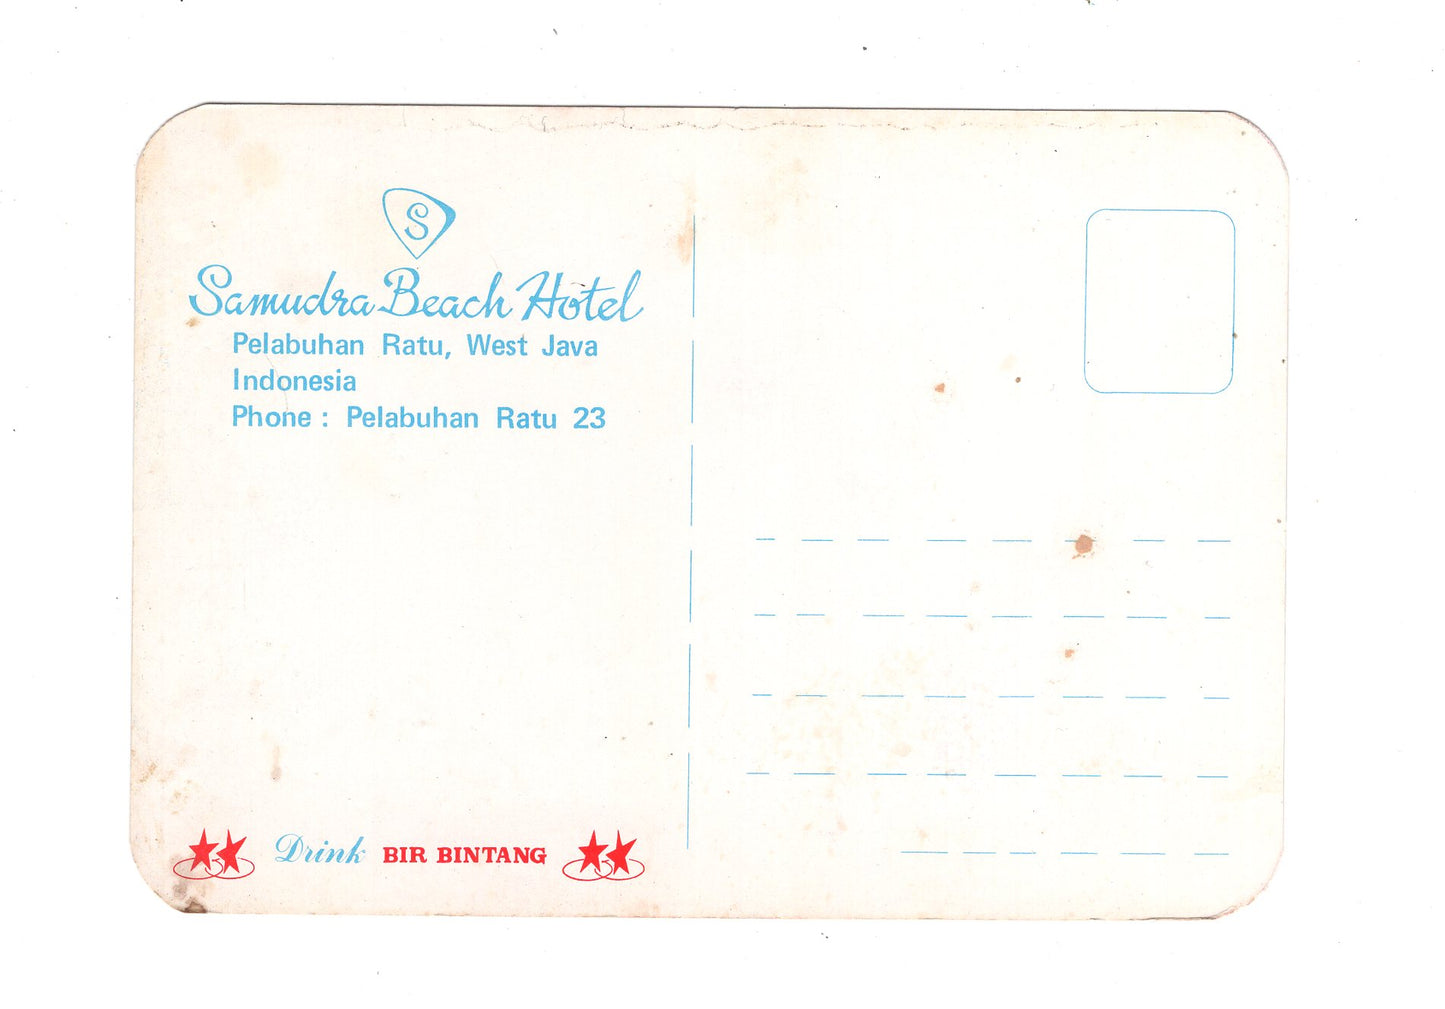 S
Samudra Beach Hotel
Pelabuhan Ratu, West Java
Indonesia
Phone : Pelabuhan Ratu 23
Drink BIR BINTANG